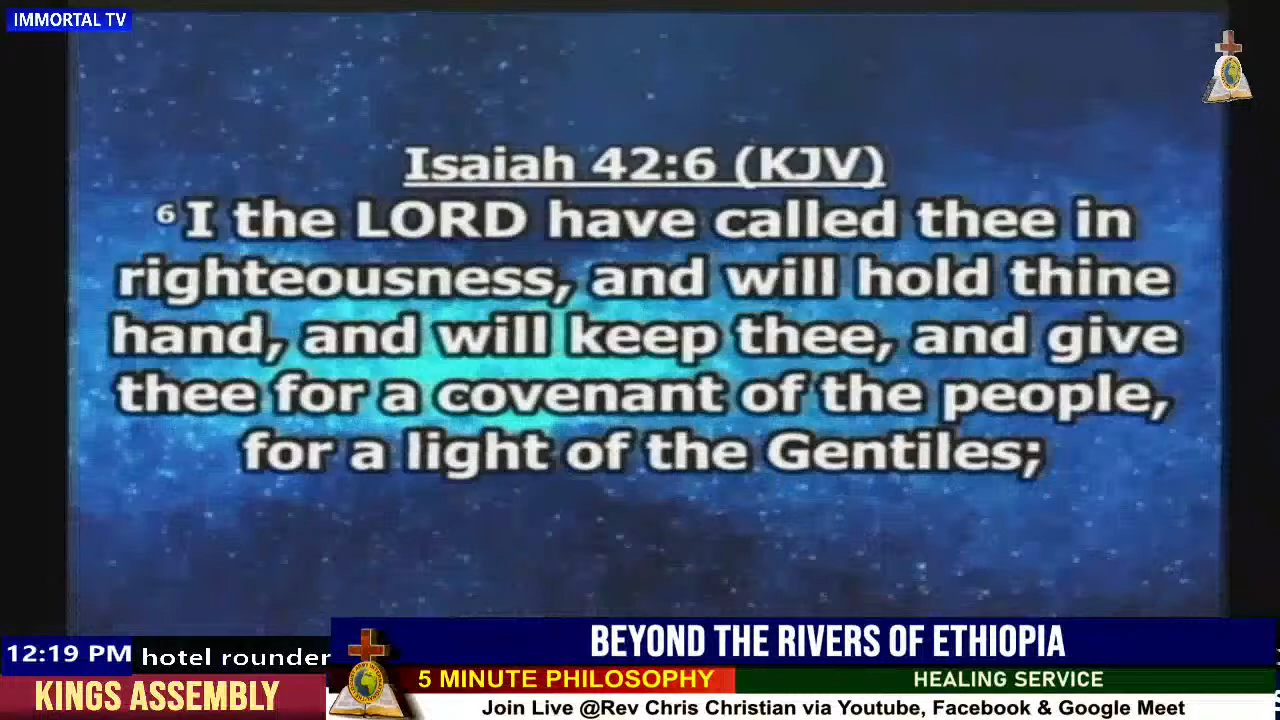 IMMORTAL TV
Isaiah 42:6 (KJV)
6 I the LORD have called thee in
righteousness, and will hold thine
hand, and will keep thee, and give
thee for a covenant of the people,
for a light of the Gentiles;
12:19 PM
hotel rounder
KINGS ASSEMBLY
BEYOND THE RIVERS OF ETHIOPIA
5 MINUTE PHILOSOPHY
HEALING SERVICE
Join Live @Rev Chris Christian via Youtube, Facebook & Google Meet